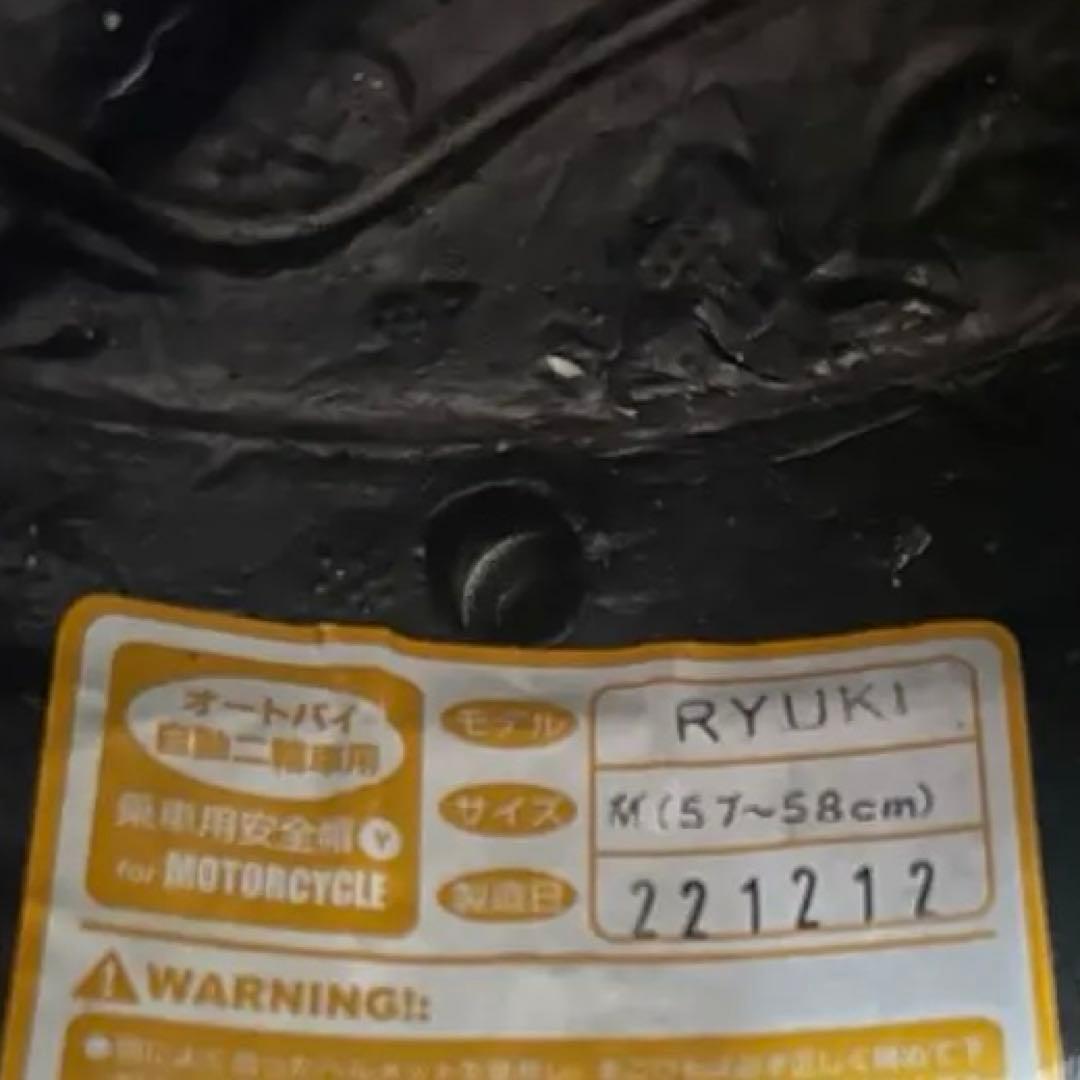 オートバイ
自動二輪車用
乗車用安全帽 Y
for MOTORCYCLE
モデル RYUKI
サイズ M(57~58cm)
製造日 221212
WARNING!: